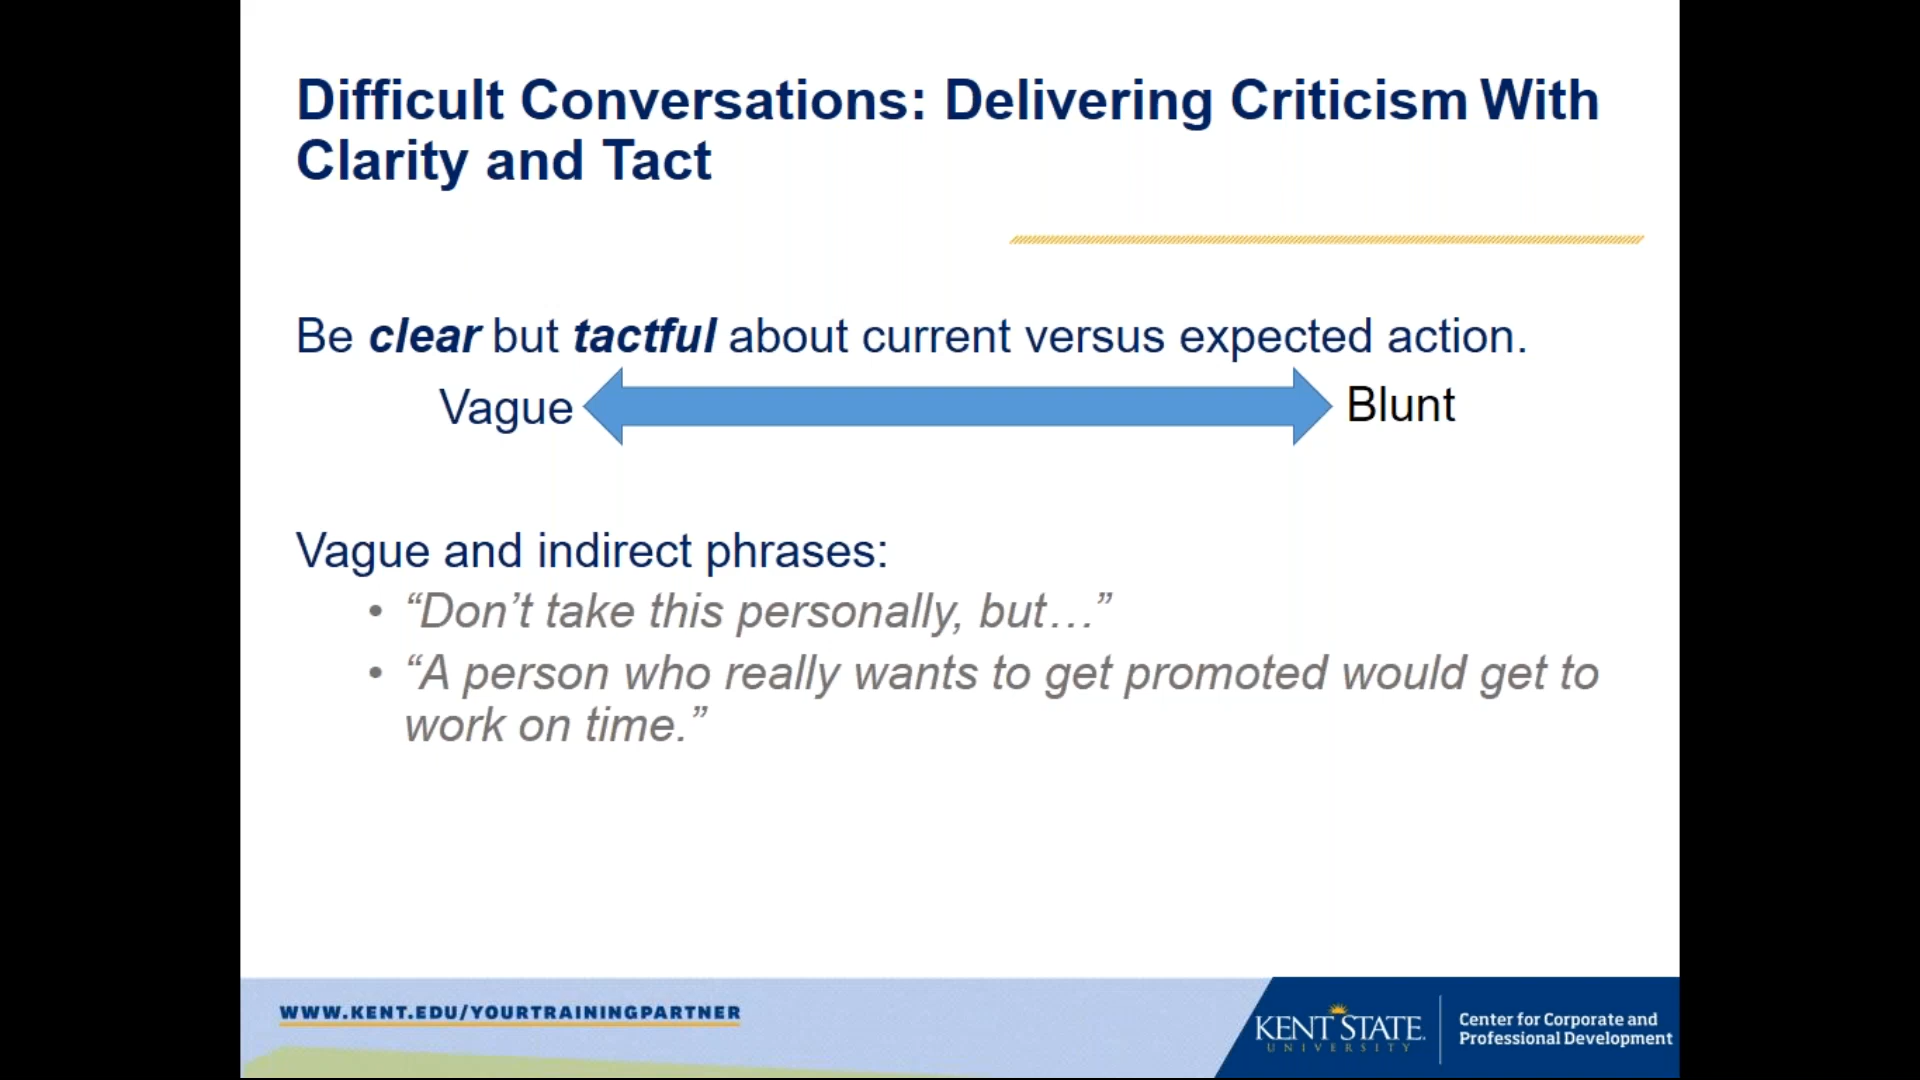 Difficult Conversations: Delivering Criticism With
Clarity and Tact
Be clear but tactful about current versus expected action.
Vague
Blunt
Vague and indirect phrases:
• “Don’t take this personally, but…”
• “A person who really wants to get promoted would get to
work on time.”
WWW.KENT.EDU/YOURTRAININGPARTNER
KENT STATE
UNIVERSITY
Center for Corporate and
Professional Development